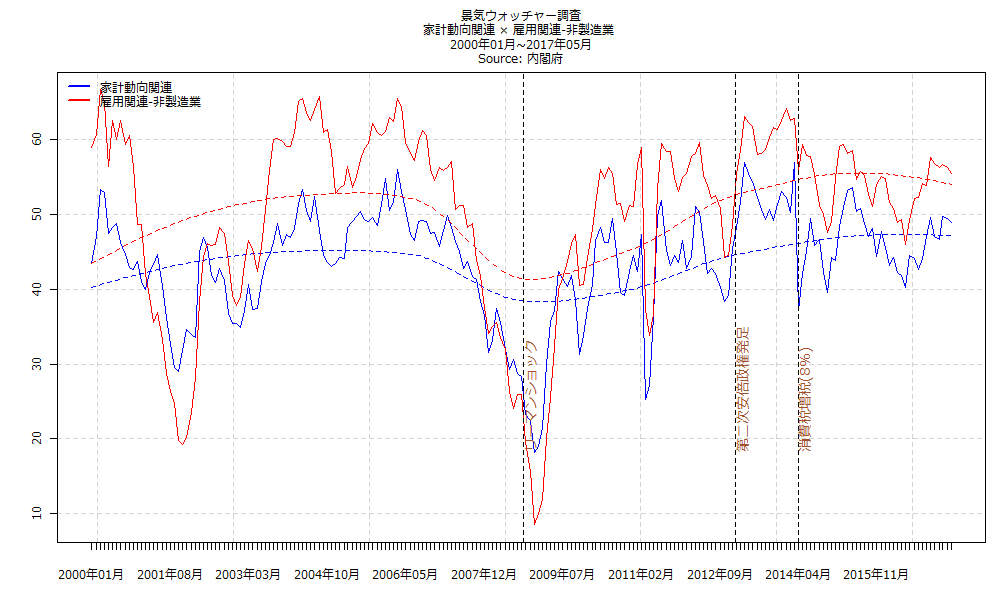 景気ウォッチャー調査
家計動向関連 × 雇用関連-非製造業
2000年01月~2017年05月
Source: 内閣府
家計動向関連
雇用関連-非製造業
60
50
40
30
20
10
リーマンショック
第二次安倍政権発足
消費税増税(8%)
2000年01月 2001年08月 2003年03月 2004年10月 2006年05月 2007年12月 2009年07月 2011年02月 2012年09月 2014年04月 2015年11月